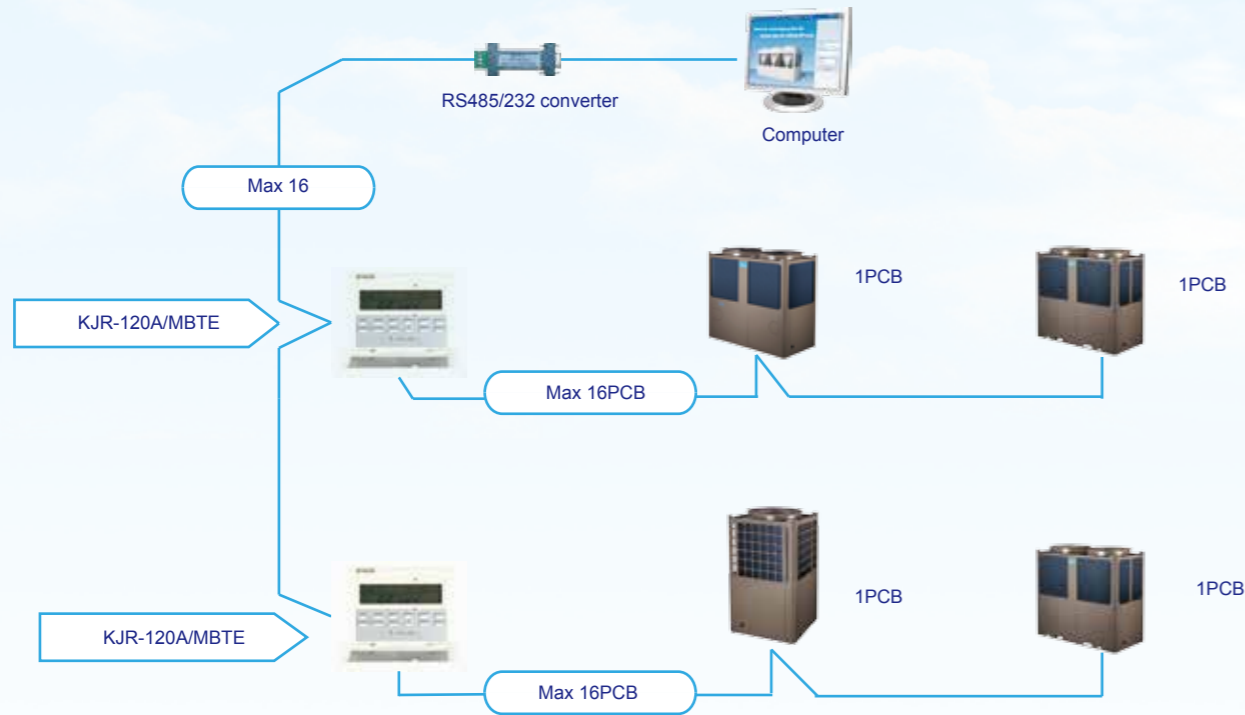 RS485/232 converter
Computer
Max 16
1PCB
1PCB
KJR-120A/MBTE
Max 16PCB
1PCB
1PCB
KJR-120A/MBTE
Max 16PCB